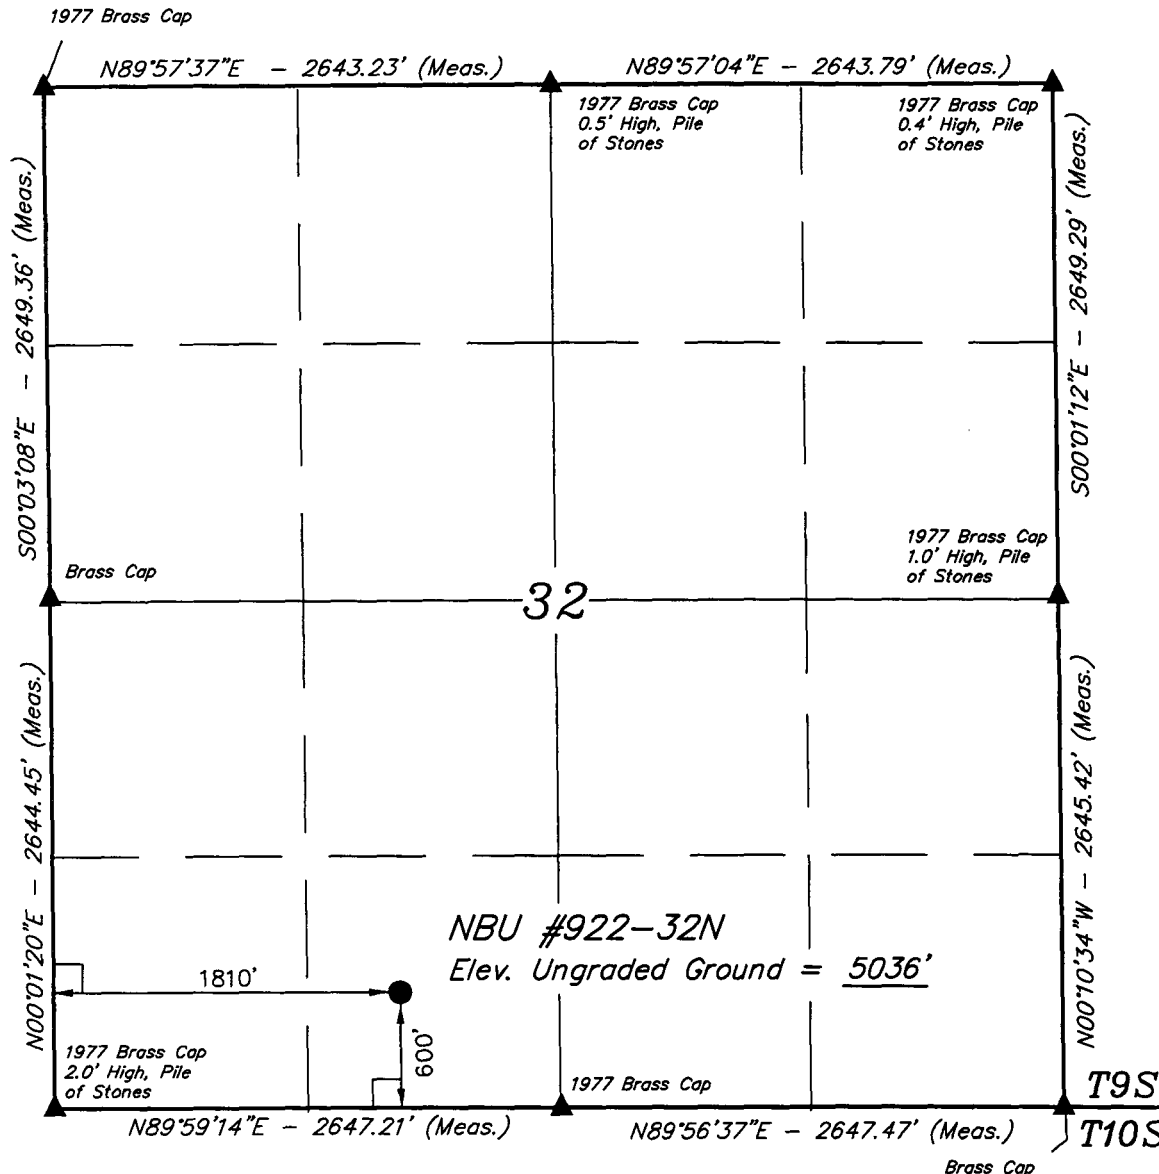 1977 Brass Cap
N89°57'37"E - 2643.23' (Meas.)
N89°57'04"E - 2643.79' (Meas.)
1977 Brass Cap
0.5' High, Pile
of Stones
1977 Brass Cap
0.4' High, Pile
of Stones
S00°03'08"E - 2649.36' (Meas.)
S00°01'12"E - 2649.29' (Meas.)
Brass Cap
1977 Brass Cap
1.0' High, Pile
of Stones
32
N00°01'20"E - 2644.45' (Meas.)
N00°10'34"W - 2645.42' (Meas.)
NBU #922-32N
Elev. Ungraded Ground = 5036'
1810'
600'
1977 Brass Cap
2.0' High, Pile
of Stones
1977 Brass Cap
N89°59'14"E - 2647.21' (Meas.)
N89°56'37"E - 2647.47' (Meas.)
T9S
T10S
Brass Cap